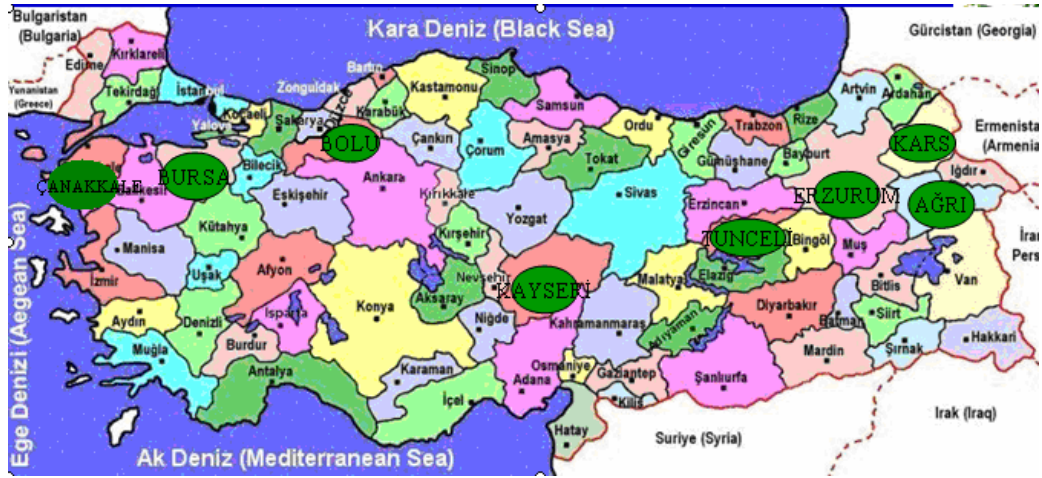 Bulgaristan
(Bulgaria)
Kara Deniz (Black Sea)
Gürcistan (Georgia)
Edirne
Kırklareli
Yunanistan
(Greece)
Tekirdağ
İstanbul
Kocaeli
Yalova
Sakarya
Zonguldak
Bartın
Karabük
Kastamonu
Sinop
Samsun
Ordu
Giresun
Trabzon
Rize
Artvin
Ardahan
Ermenista
(Armenia
KARS
Iğdır
AĞRI
ERZURUM
Bayburt
Gümüşhane
Tokat
Amasya
Çorum
Çankırı
BOLU
Bilecik
BURSA
ÇANAKKALE
Eskişehir
Ankara
Kırıkkale
Yozgat
Sivas
Erzincan
TUNCELİ
Bingöl
Muş
İran
Pers
Van
Bitlis
Elazığ
Malatya
KAYSERİ
Nevşehir
Kırşehir
Aksaray
Konya
Afyon
Kütahya
Uşak
Manisa
İzmir
Aydın
Denizli
Isparta
Burdur
Muğla
Antalya
Karaman
Niğde
İçel
Adana
Osmaniye
Kahramanmaraş
Adıyaman
Gaziantep
Kilis
Hatay
Şanlıurfa
Diyarbakır
Mardin
Batman
Siirt
Şırnak
Hakkari
Irak (Iraq)
Suriye (Syria)
Ak Deniz (Mediterranean Sea)
Ege Denizi (Aegean Sea)